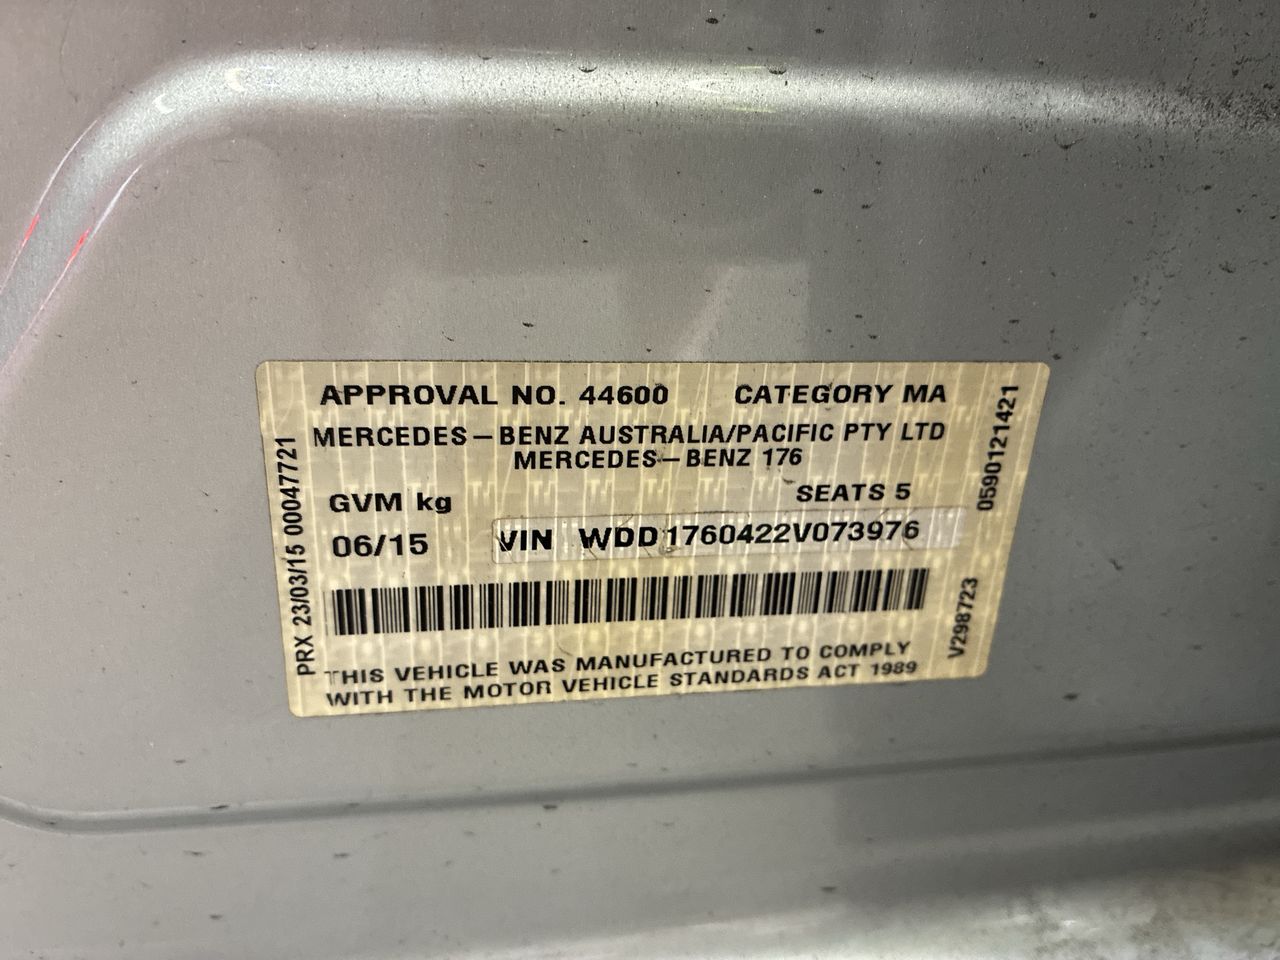 APPROVAL NO. 44600 CATEGORY MA
MERCEDES-BENZ AUSTRALIA/PACIFIC PTY LTD
MERCEDES-BENZ 176
GVM kg SEATS 5
06/15 VIN WDD1760422V073976
THIS VEHICLE WAS MANUFACTURED TO COMPLY
WITH THE MOTOR VEHICLE STANDARDS ACT 1989
PRX 23/03/15 00047721
0590121421
V298723